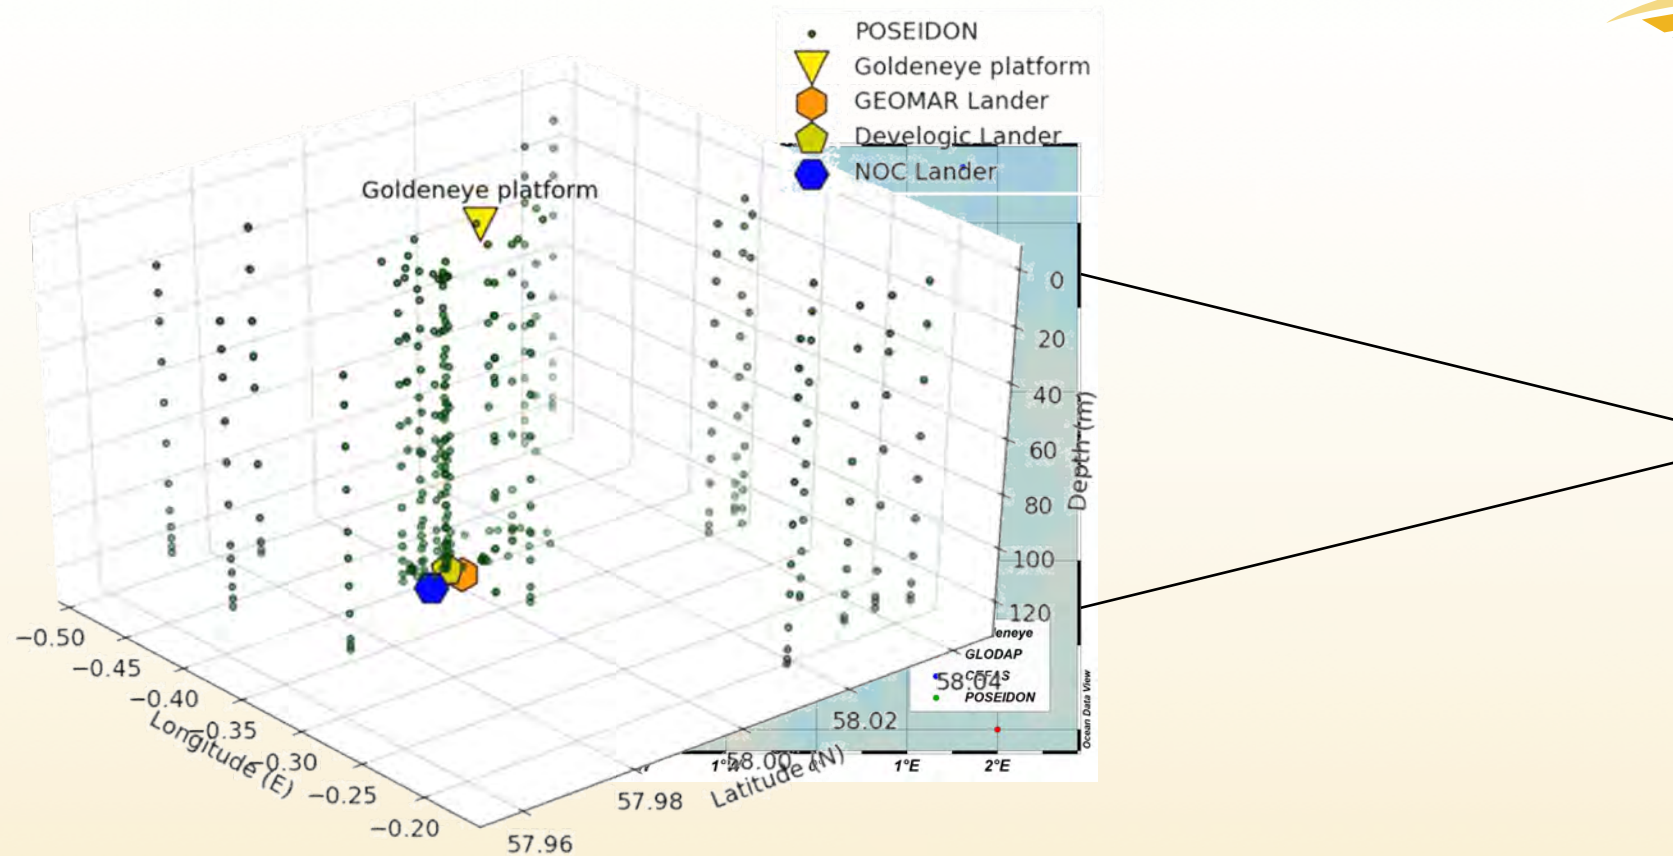 POSEIDON
Goldeneye platform
GEOMAR Lander
Develogic Lander
NOC Lander
Goldeneye platform
0
20
40
60
80
100
120
Depth (m)
−0.50
−0.45
−0.40
−0.35
−0.30
−0.25
−0.20
Longitude (E)
57.96
57.98
58.00
58.02
58.04
Latitude (N)
GLODAP
POSEIDON
Ocean Data View
1°E
2°E